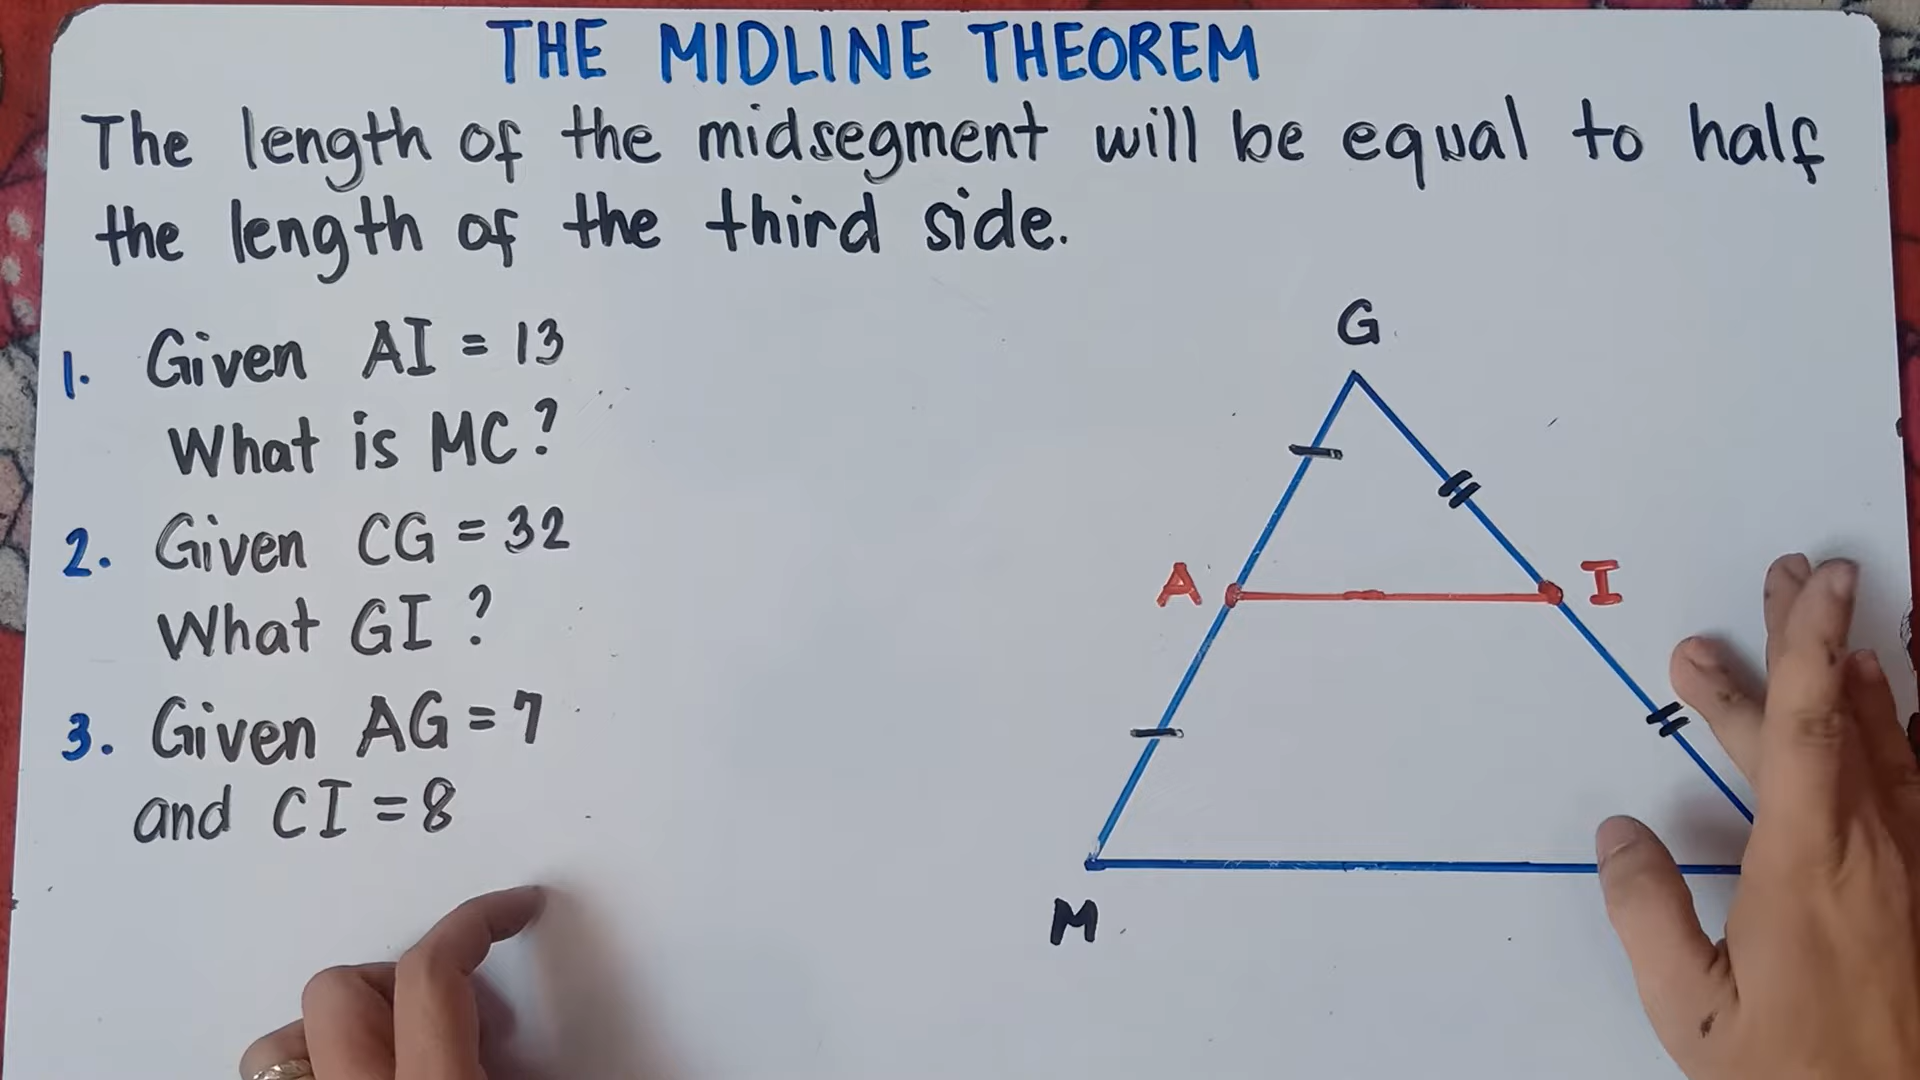 THE MIDLINE THEOREM
The length of the midsegment will be equal to half
the length of the third side.
1. Given AI = 13
What is MC?
2. Given CG = 32
What GI ?
3. Given AG = 7
and CI = 8
G
A
I
M